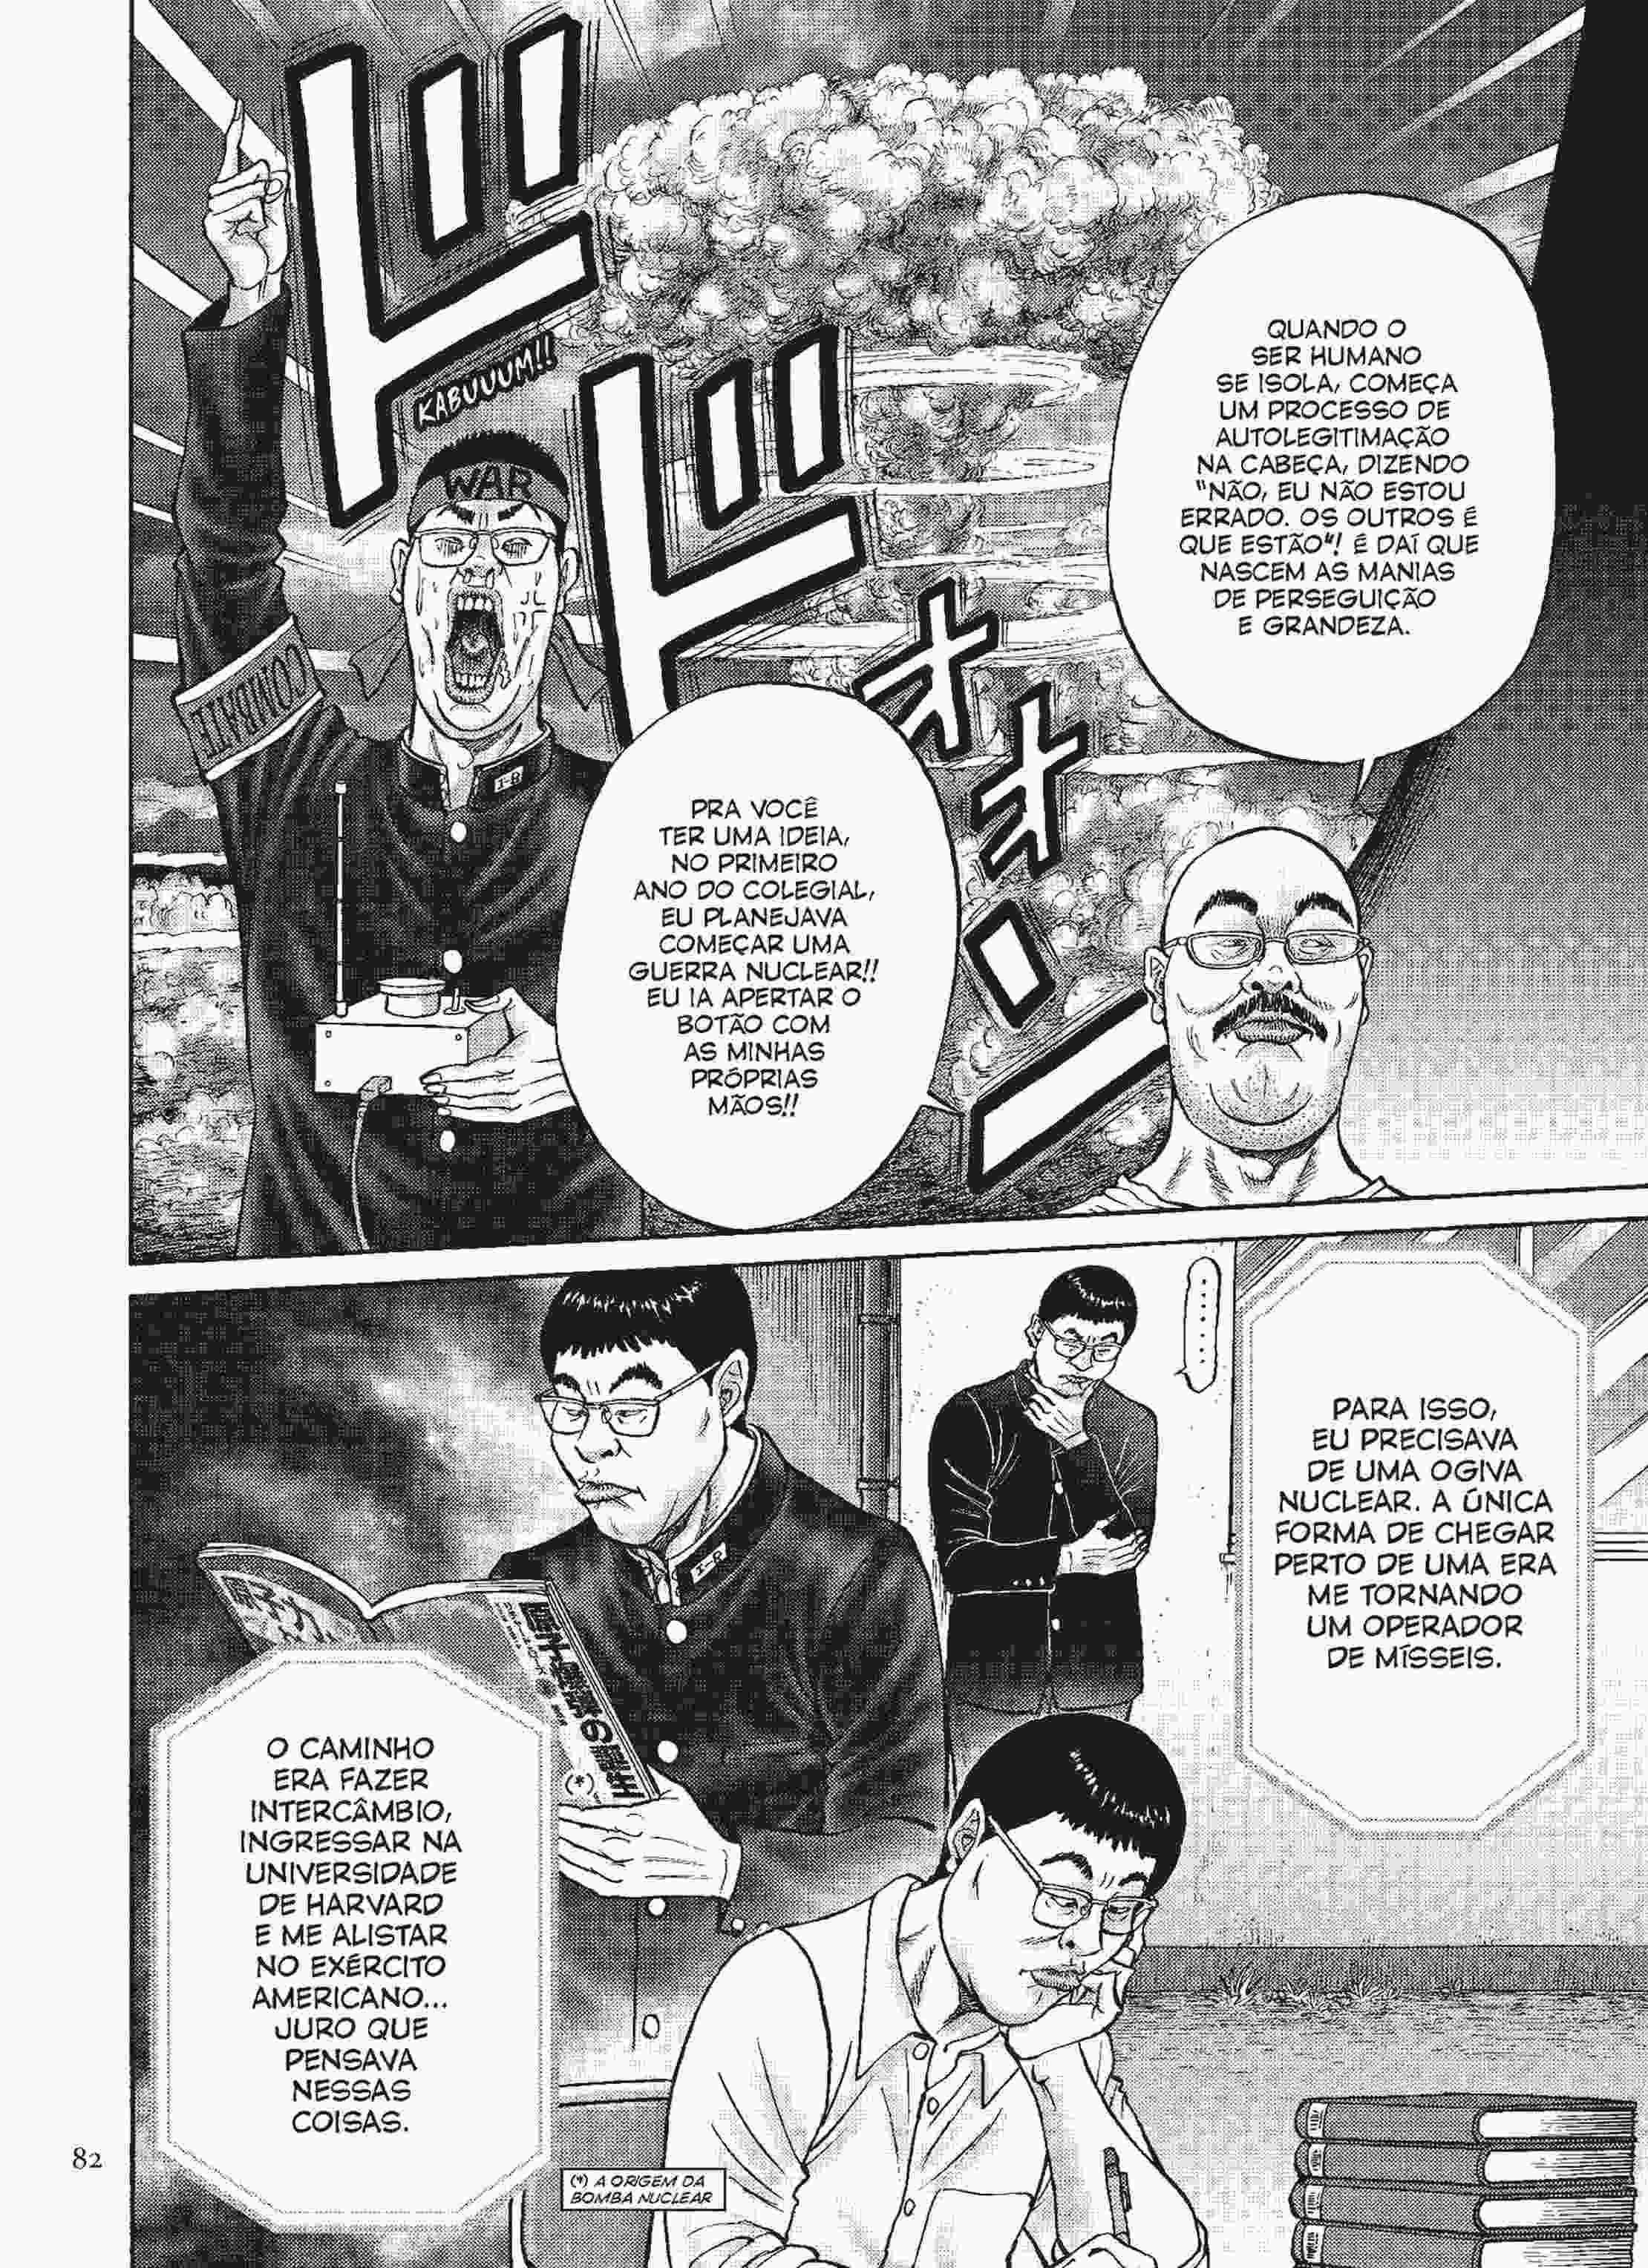 QUANDO O
SER HUMANO
SE ISOLA, COMEÇA
UM PROCESSO DE
AUTOLEGITIMAÇÃO
NA CABEÇA, DIZENDO
"NÃO, EU NÃO ESTOU
ERRADO. OS OUTROS É
QUE ESTÃO"! É DAÍ QUE
NASCEM AS MANIAS
DE PERSEGUIÇÃO
E GRANDEZA.
ドドォォン
KABUUUM!!
WAR
COMBATE
I-B
PRA VOCÊ
TER UMA IDEIA,
NO PRIMEIRO
ANO DO COLEGIAL,
EU PLANEJAVA
COMEÇAR UMA
GUERRA NUCLEAR!!
EU IA APERTAR O
BOTÃO COM
AS MINHAS
PRÓPRIAS
MÃOS!!
PARA ISSO,
EU PRECISAVA
DE UMA OGIVA
NUCLEAR. A ÚNICA
FORMA DE CHEGAR
PERTO DE UMA ERA
ME TORNANDO
UM OPERADOR
DE MÍSSEIS.
I-B
(*)
O CAMINHO
ERA FAZER
INTERCÂMBIO,
INGRESSAR NA
UNIVERSIDADE
DE HARVARD
E ME ALISTAR
NO EXÉRCITO
AMERICANO...
JURO QUE
PENSAVA
NESSAS
COISAS.
(*) A ORIGEM DA
BOMBA NUCLEAR
82